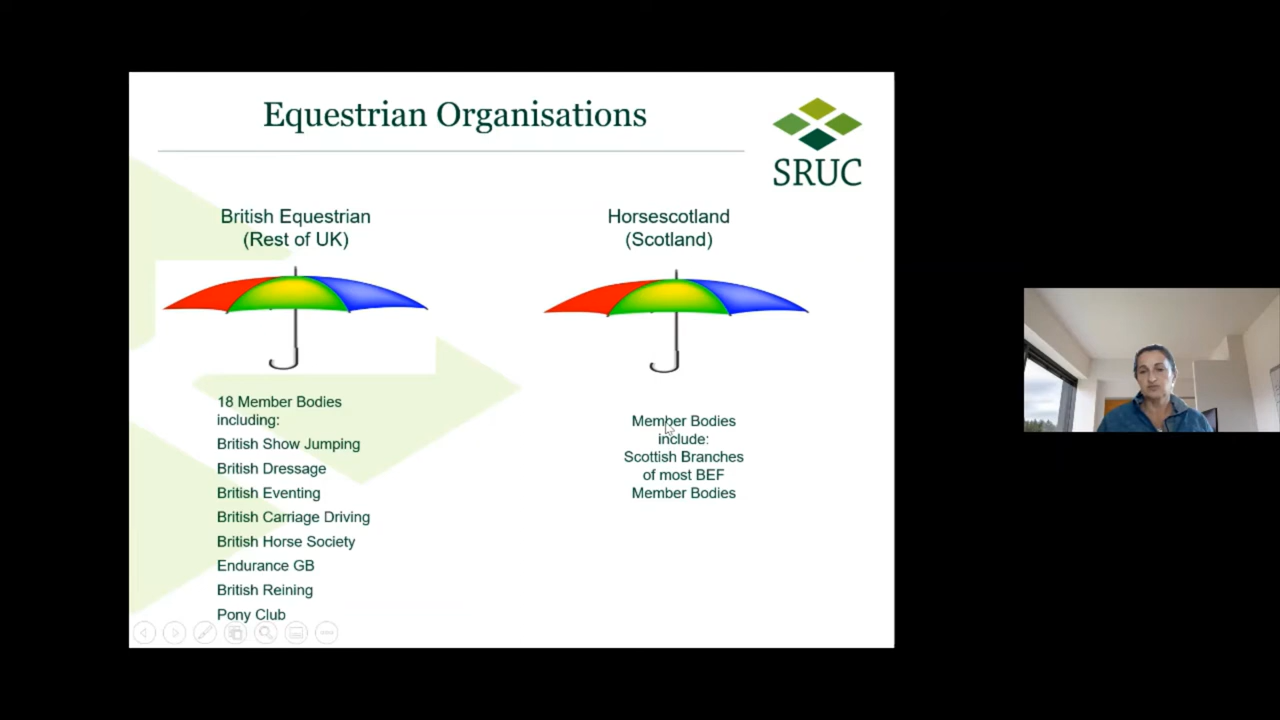 Equestrian Organisations
SRUC
British Equestrian
(Rest of UK)
18 Member Bodies
including:
British Show Jumping
British Dressage
British Eventing
British Carriage Driving
British Horse Society
Endurance GB
British Reining
Pony Club
Horsescotland
(Scotland)
Member Bodies
include:
Scottish Branches
of most BEF
Member Bodies